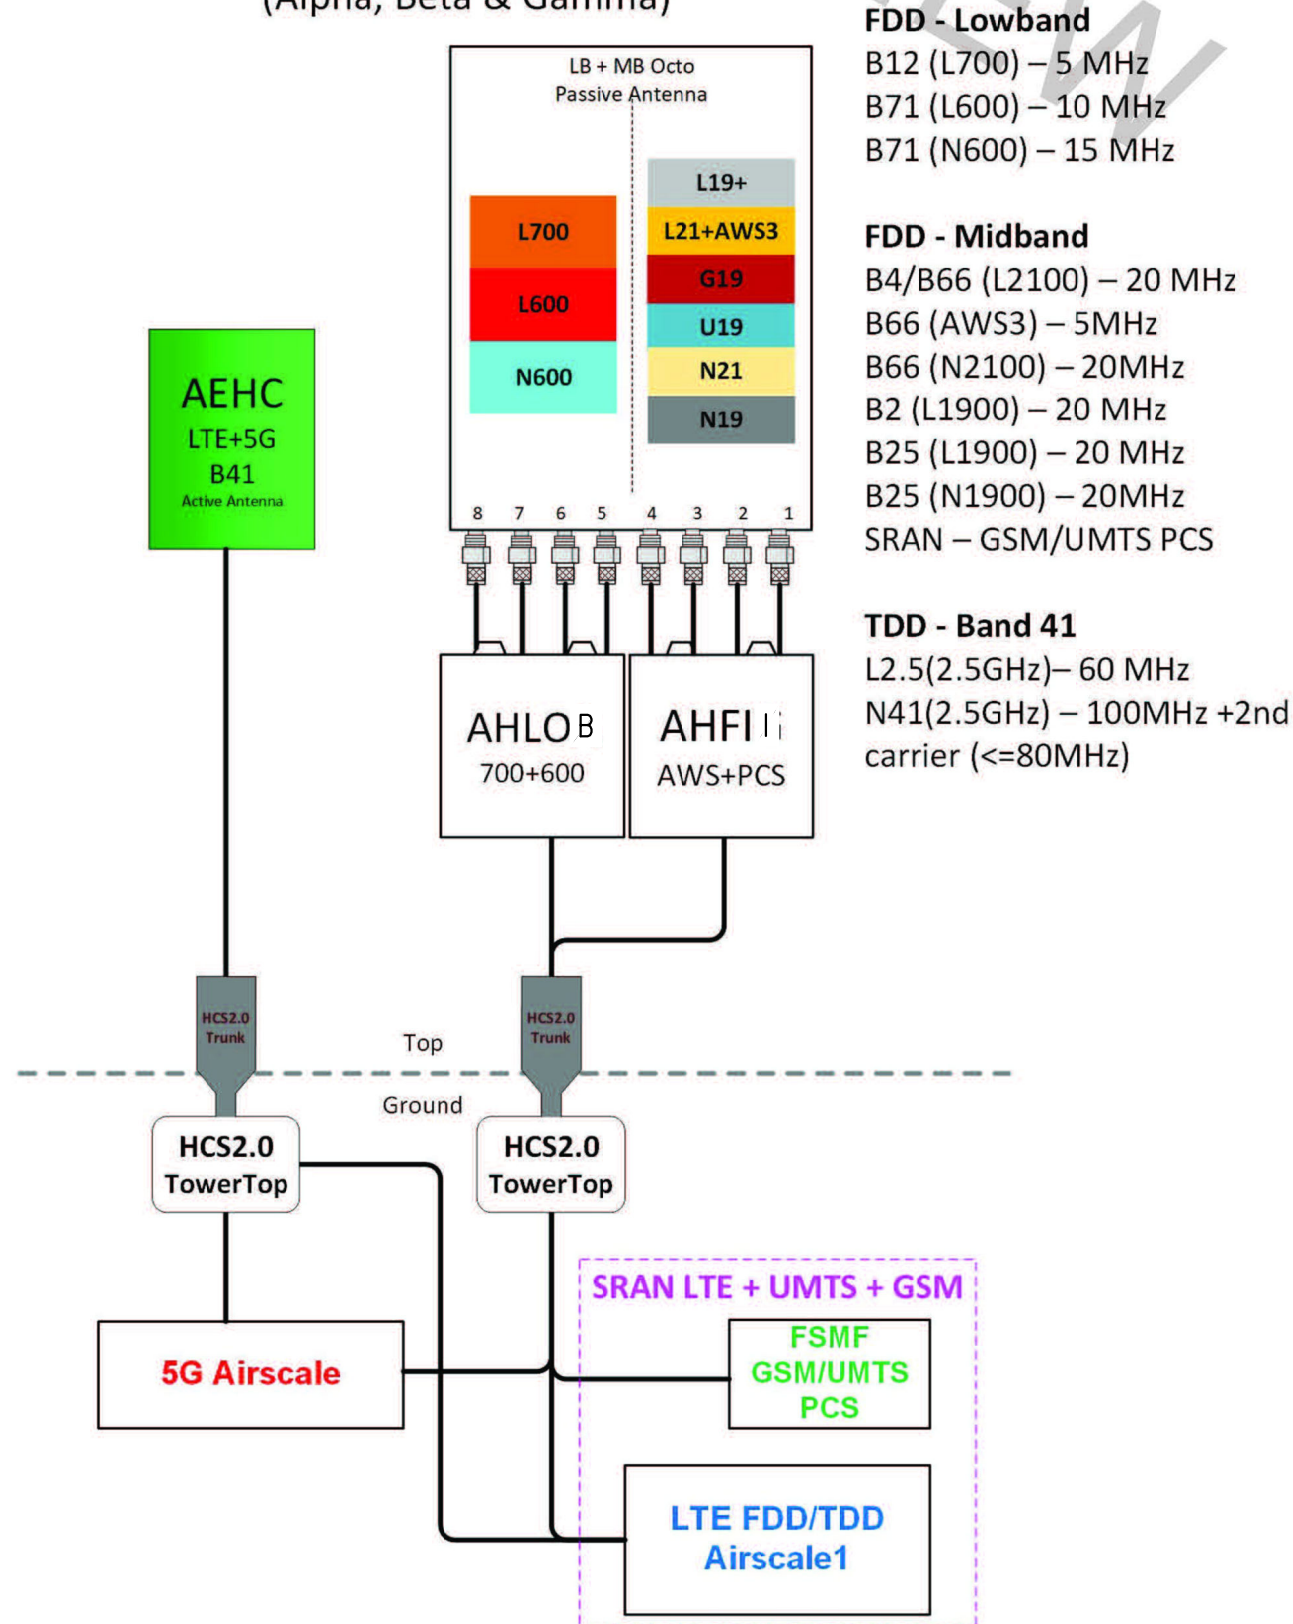 (Alpha, Beta & Gamma)
LB + MB Octo
Passive Antenna
L700
L600
N600
L19+
L21+AWS3
G19
U19
N21
N19
8 7 6 5 4 3 2 1
AEHC
LTE+5G
B41
Active Antenna
AHLOB
700+600
AHFI
AWS+PCS
FDD - Lowband
B12 (L700) – 5 MHz
B71 (L600) – 10 MHz
B71 (N600) – 15 MHz
FDD - Midband
B4/B66 (L2100) – 20 MHz
B66 (AWS3) – 5MHz
B66 (N2100) – 20MHz
B2 (L1900) – 20 MHz
B25 (L1900) – 20 MHz
B25 (N1900) – 20MHz
SRAN – GSM/UMTS PCS
TDD - Band 41
L2.5(2.5GHz)– 60 MHz
N41(2.5GHz) – 100MHz +2nd
carrier (<=80MHz)
HCS2.0
Trunk
HCS2.0
Trunk
Top
Ground
HCS2.0
TowerTop
HCS2.0
TowerTop
5G Airscale
SRAN LTE + UMTS + GSM
FSMF
GSM/UMTS
PCS
LTE FDD/TDD
Airscale1